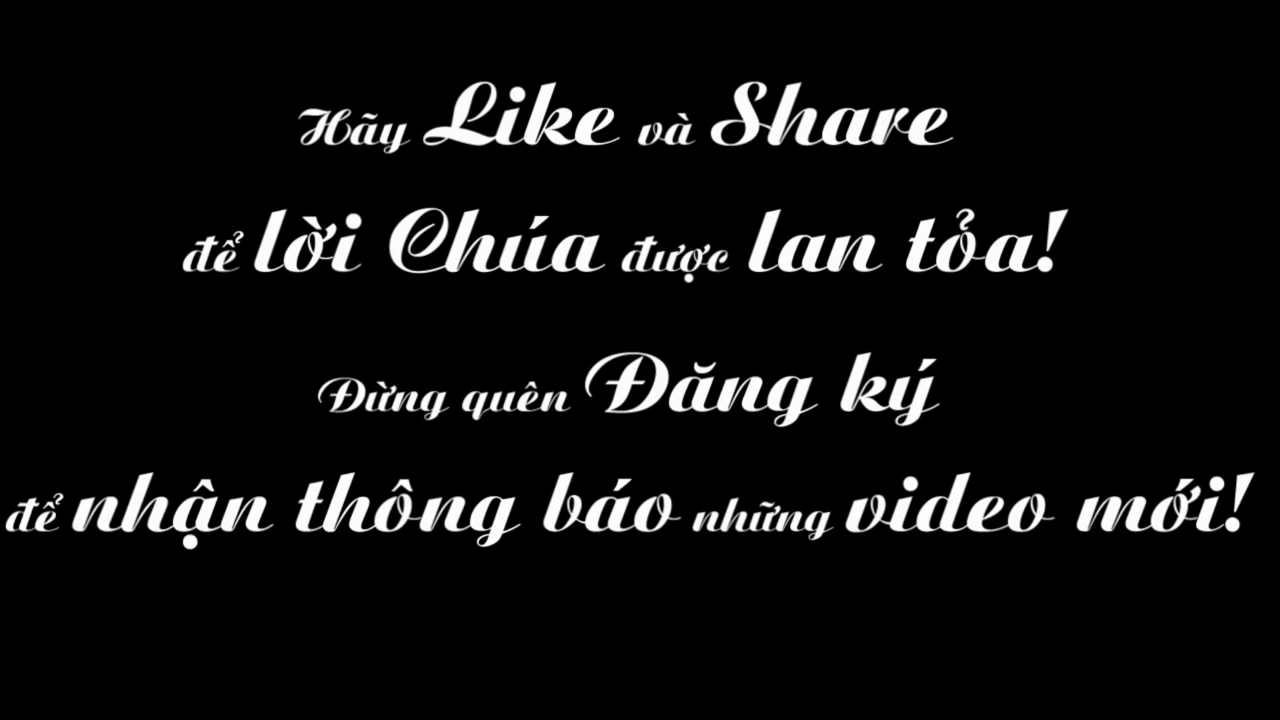 Hãy Like và Share
để lời Chúa được lan tỏa!
Đừng quên Đăng ký
để nhận thông báo những video mới!